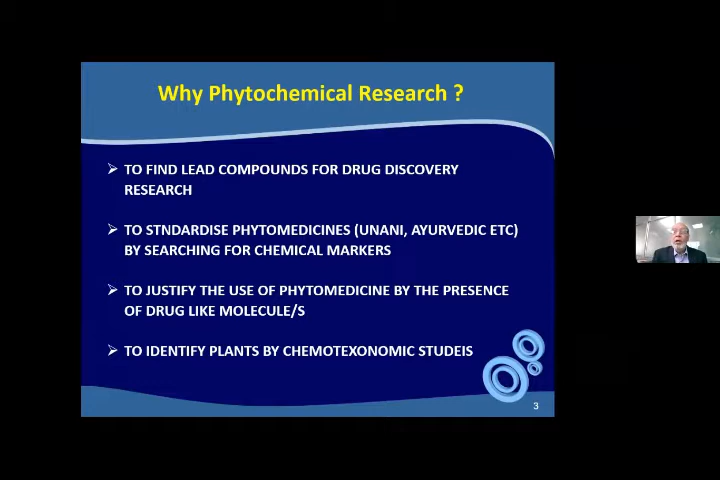 Why Phytochemical Research ?
TO FIND LEAD COMPOUNDS FOR DRUG DISCOVERY
RESEARCH
TO STNDARDISE PHYTOMEDICINES (UNANI, AYURVEDIC ETC)
BY SEARCHING FOR CHEMICAL MARKERS
TO JUSTIFY THE USE OF PHYTOMEDICINE BY THE PRESENCE
OF DRUG LIKE MOLECULE/S
TO IDENTIFY PLANTS BY CHEMOTEXONOMIC STUDEIS
3